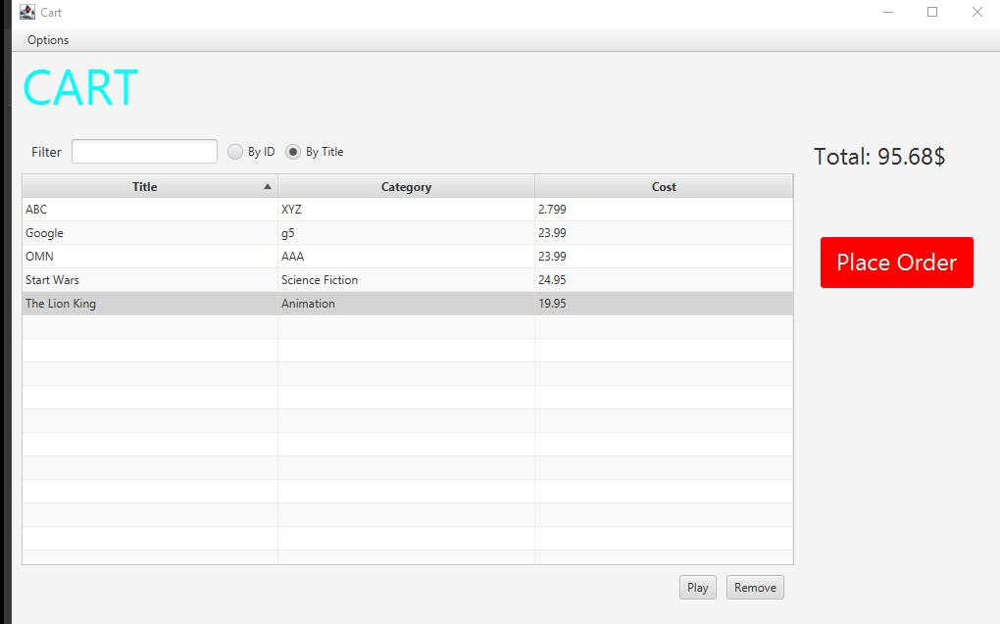 Cart
Options
CART
Filter By ID By Title
Total: 95.68$
Title Category Cost
ABC XYZ 2.799
Google g5 23.99
OMN AAA 23.99
Start Wars Science Fiction 24.95
The Lion King Animation 19.95
Place Order
Play Remove